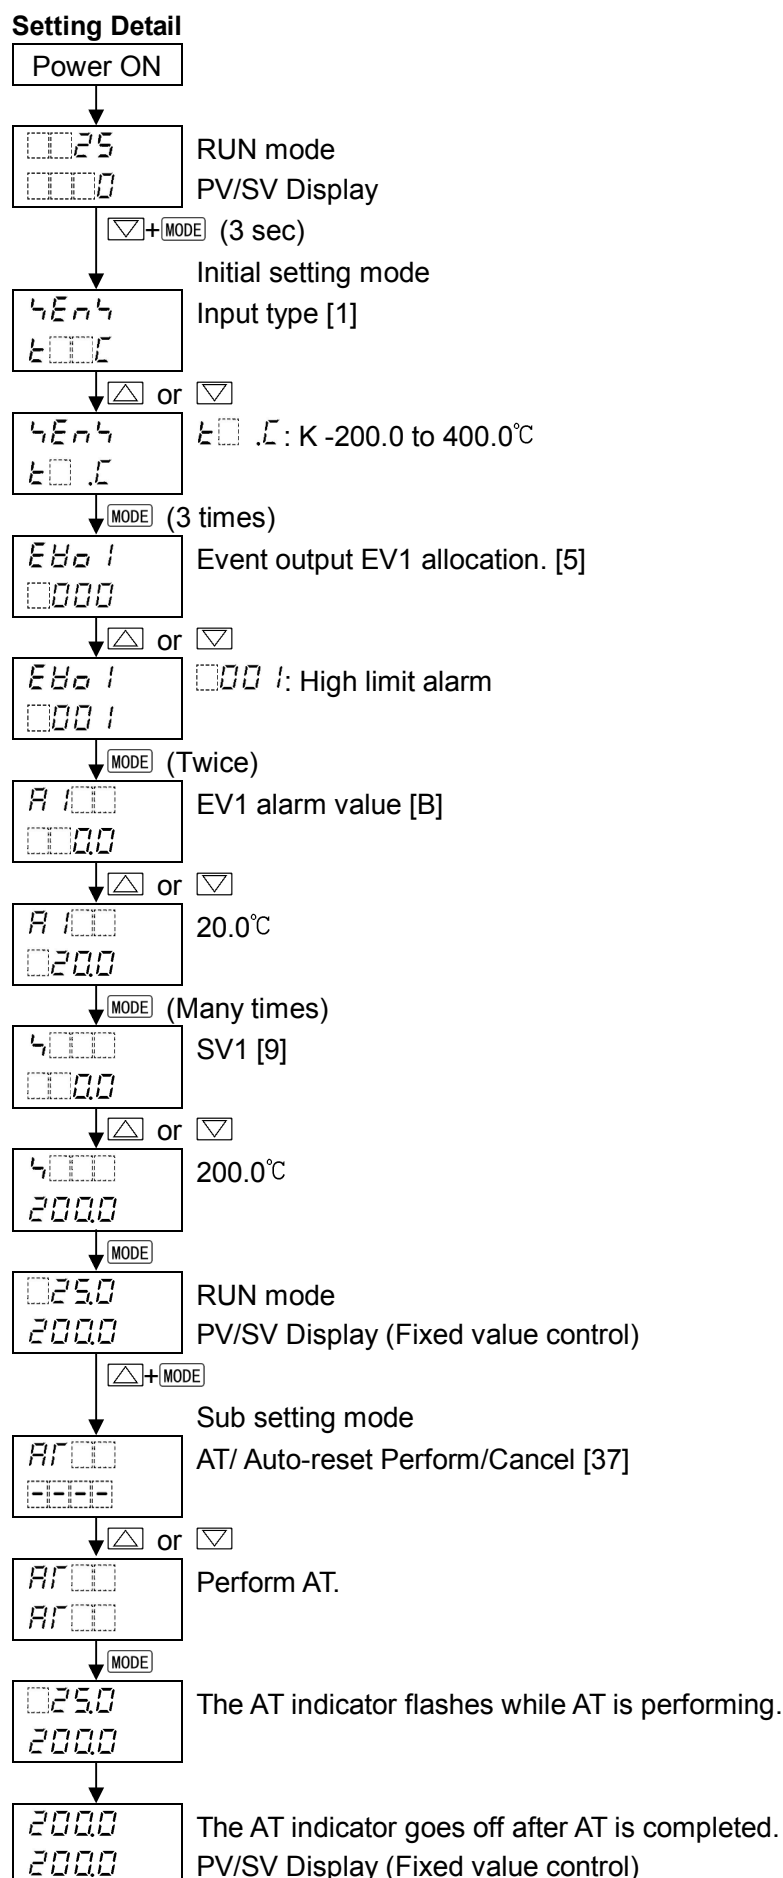 Setting Detail
Power ON
25
RUN mode
0
PV/SV Display
▽+MODE (3 sec)
Initial setting mode
SEnS
Input type [1]
E C
△ or ▽
SEnS
E .C: K -200.0 to 400.0℃
E .C
MODE (3 times)
EVo1
Event output EV1 allocation. [5]
000
△ or ▽
EVo1
001: High limit alarm
001
MODE (Twice)
A1
EV1 alarm value [B]
0.0
△ or ▽
A1
20.0℃
20.0
MODE (Many times)
S
SV1 [9]
0.0
△ or ▽
S
200.0℃
200.0
MODE
25.0
RUN mode
200.0
PV/SV Display (Fixed value control)
△+MODE
Sub setting mode
AT
AT/ Auto-reset Perform/Cancel [37]
----
△ or ▽
AT
Perform AT.
AT
MODE
25.0
The AT indicator flashes while AT is performing.
200.0
200.0
The AT indicator goes off after AT is completed.
200.0
PV/SV Display (Fixed value control)